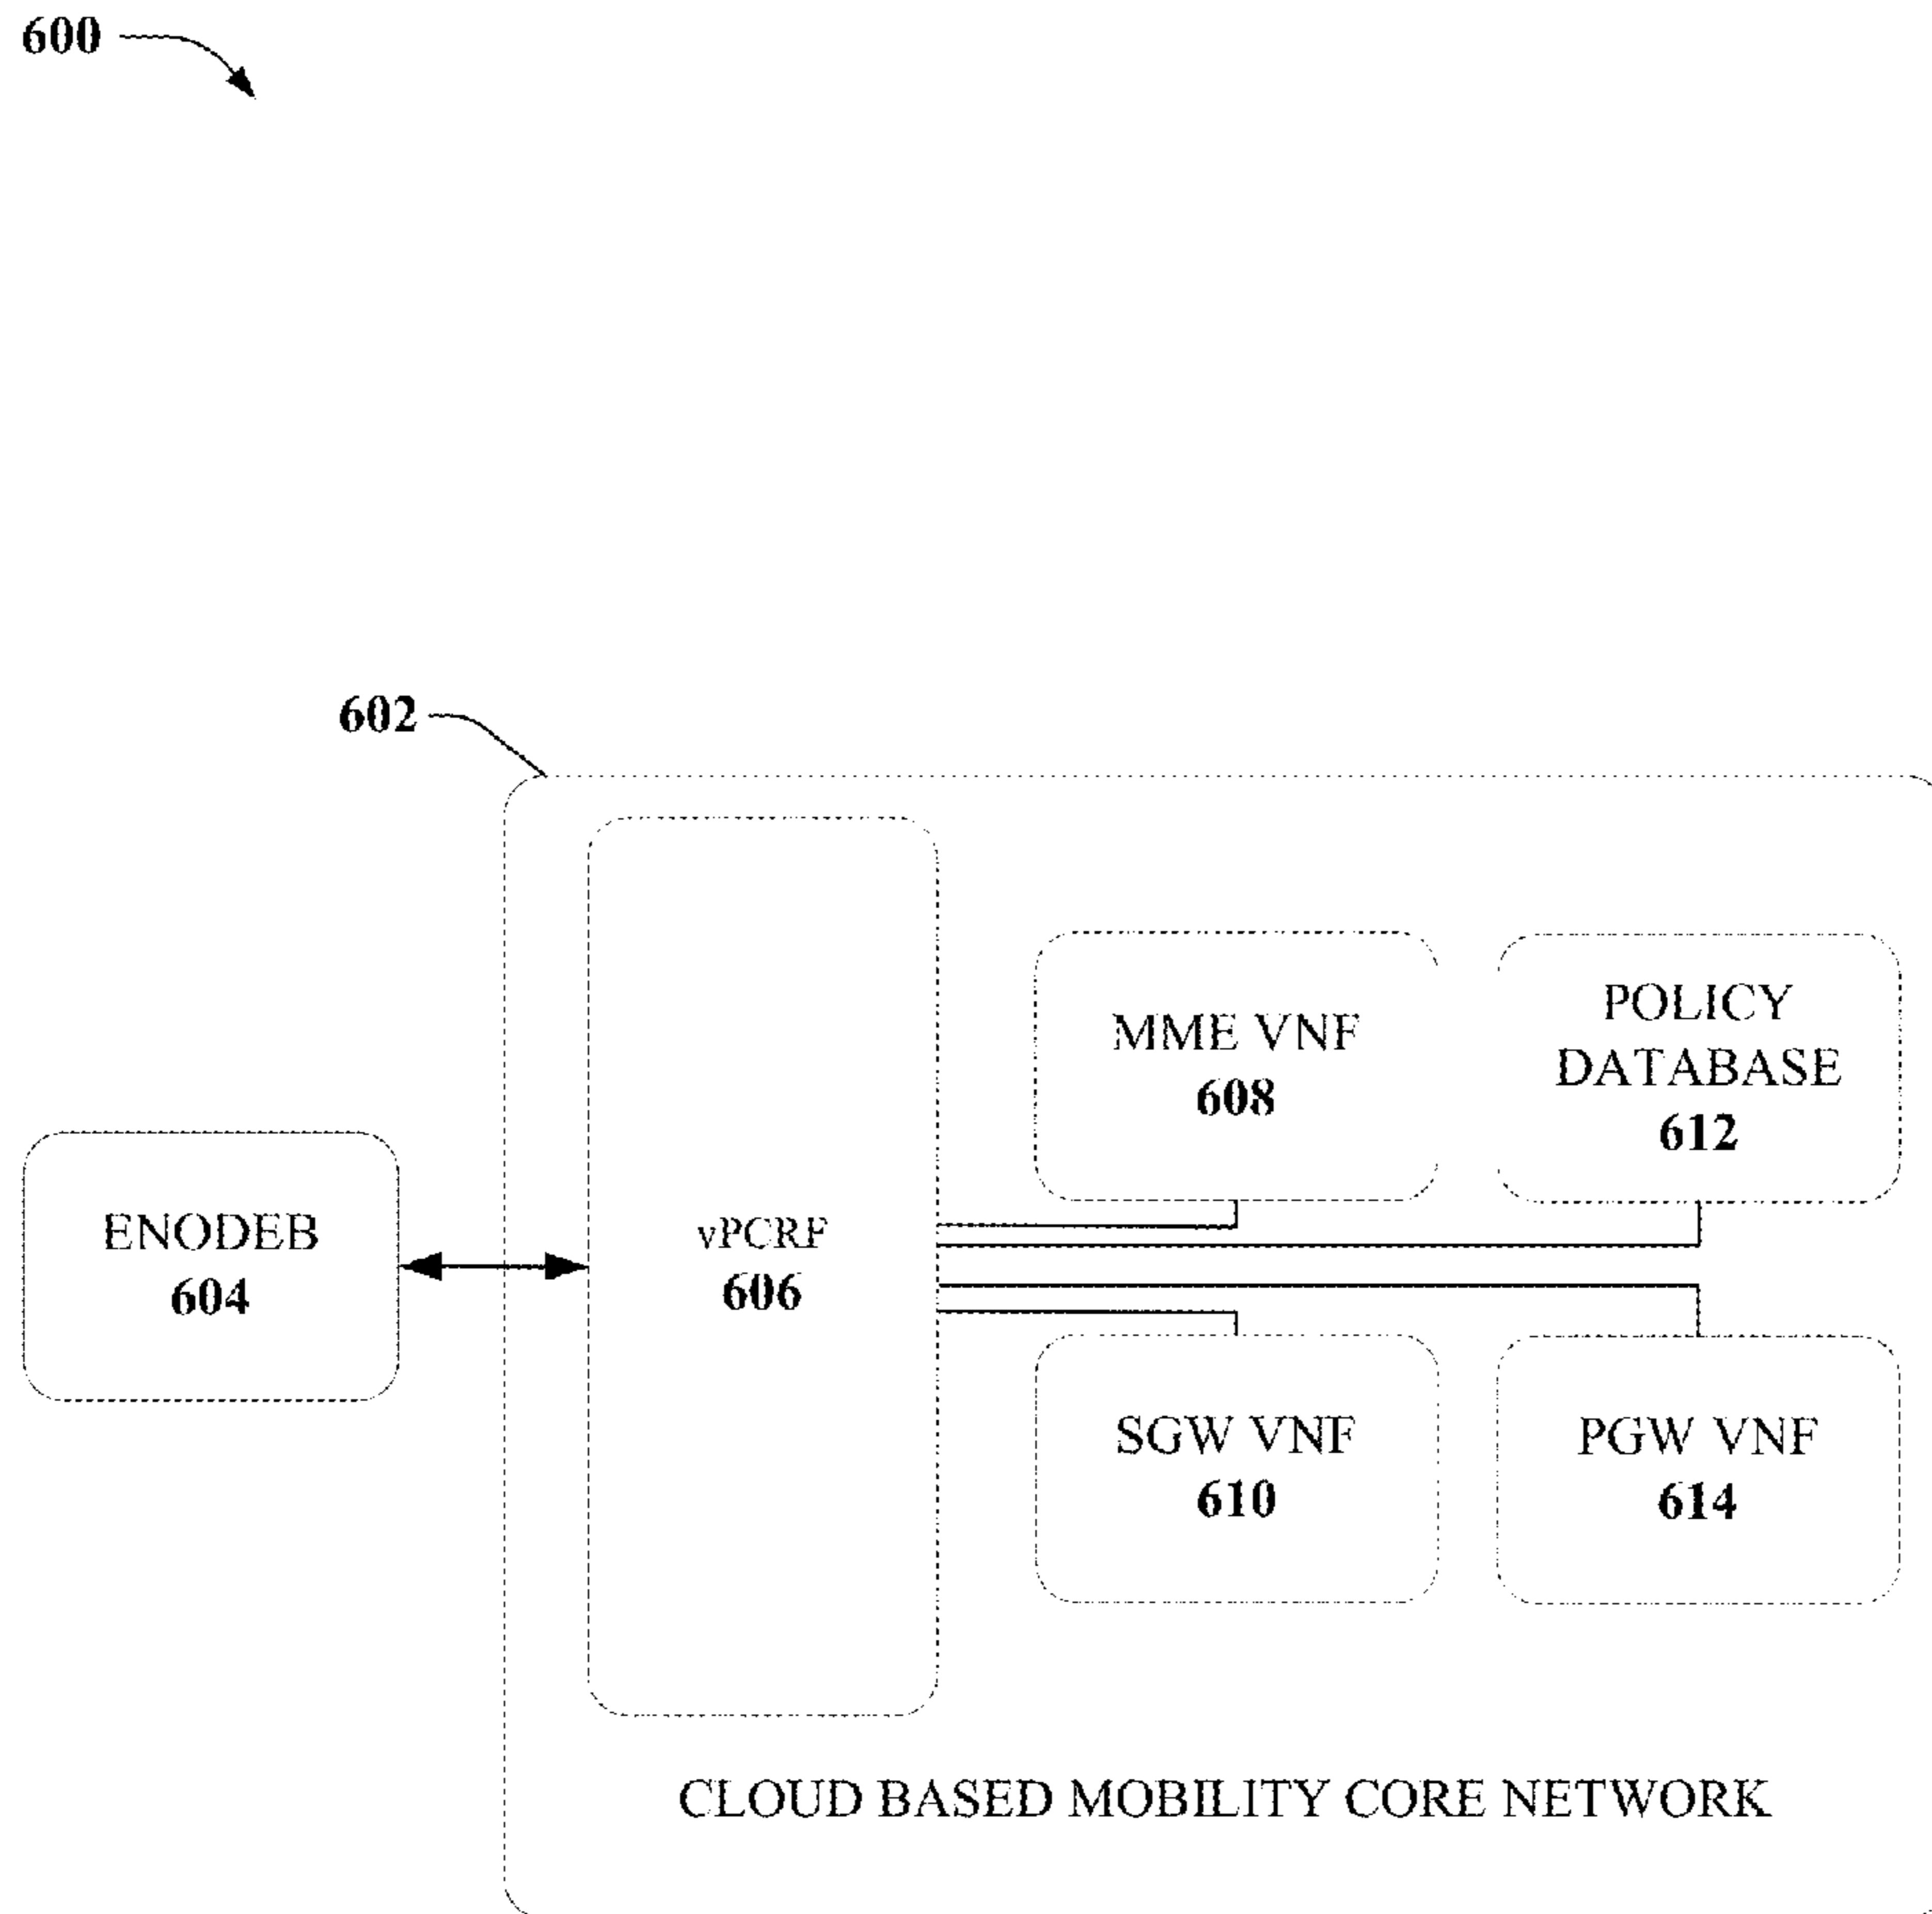 600
602
MME VNF
608
POLICY
DATABASE
612
ENODEB
604
vPCRF
606
SGW VNF
610
PGW VNF
614
CLOUD BASED MOBILITY CORE NETWORK